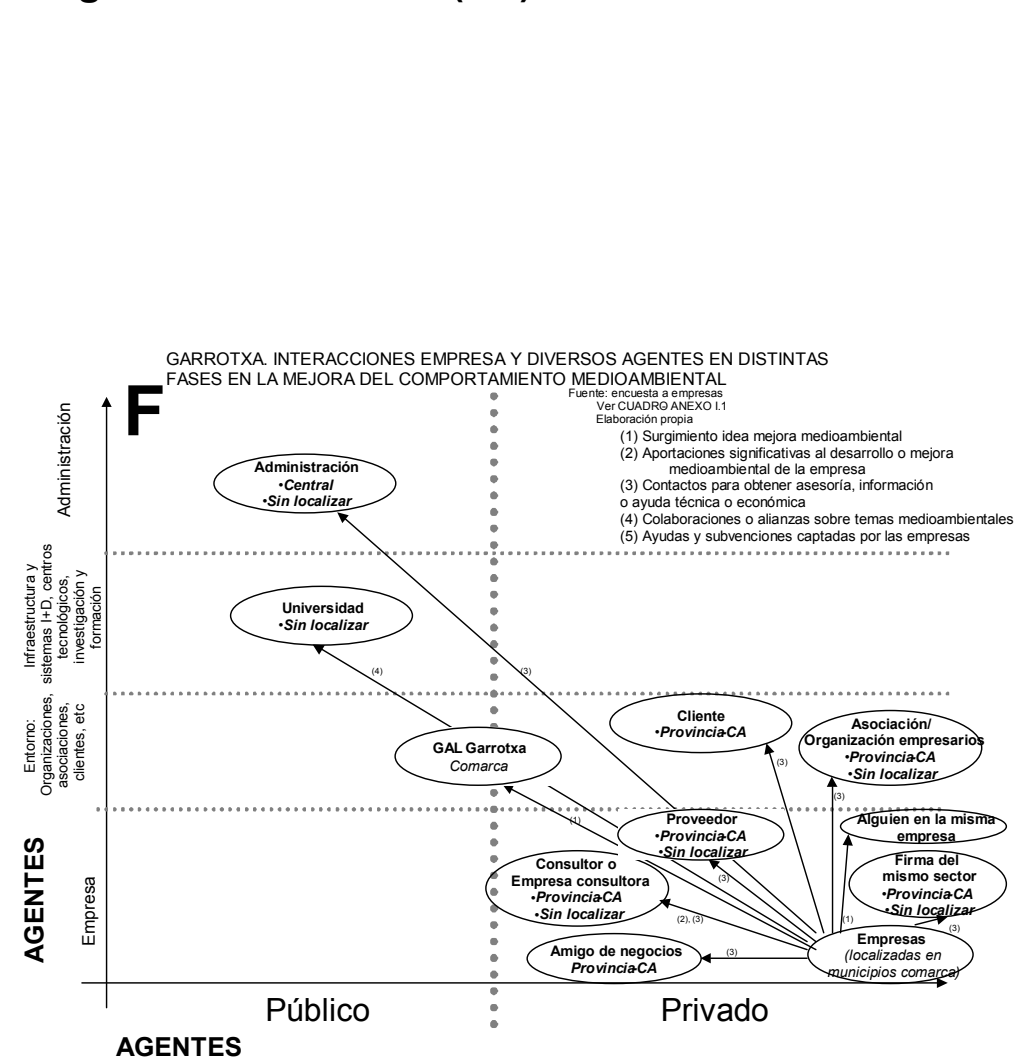 GARROTXA. INTERACCIONES EMPRESA Y DIVERSOS AGENTES EN DISTINTAS
FASES EN LA MEJORA DEL COMPORTAMIENTO MEDIOAMBIENTAL
F
Fuente: encuesta a empresas
Ver CUADRO ANEXO I.1
Elaboración propia
(1) Surgimiento idea mejora medioambiental
(2) Aportaciones significativas al desarrollo o mejora
medioambiental de la empresa
(3) Contactos para obtener asesoría, información
o ayuda técnica o económica
(4) Colaboraciones o alianzas sobre temas medioambientales
(5) Ayudas y subvenciones captadas por las empresas
Administración
Infraestructura y
sistemas I+D, centros
tecnológicos,
investigación y
formación
Entorno:
Organizaciones,
asociaciones,
clientes, etc
Empresa
AGENTES
Administración
•Central
•Sin localizar
Universidad
•Sin localizar
(4)
(3)
GAL Garrotxa
Comarca
Cliente
•Provincia-CA
(3)
Asociación/
Organización empresarios
•Provincia-CA
•Sin localizar
(3)
(1)
Proveedor
•Provincia-CA
•Sin localizar
(3)
Alguien en la misma
empresa
(1)
Consultor o
Empresa consultora
•Provincia-CA
•Sin localizar
(2), (3)
Firma del
mismo sector
•Provincia-CA
•Sin localizar
(3)
Amigo de negocios
Provincia-CA
(3)
Empresas
(localizadas en
municipios comarca)
Público
Privado
AGENTES